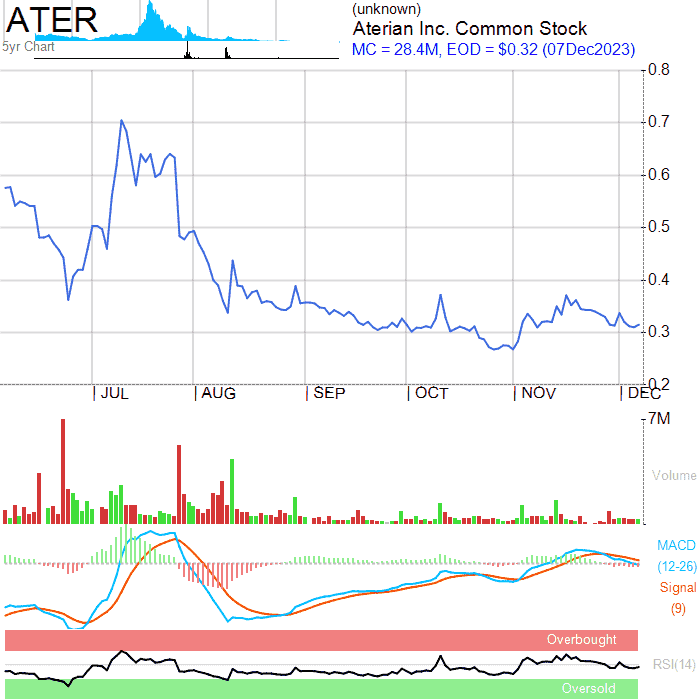 ATER
5yr Chart
(unknown)
Aterian Inc. Common Stock
MC = 28.4M, EOD = $0.32 (07Dec2023)
0.8
0.7
0.6
0.5
0.4
0.3
0.2
JUL AUG SEP OCT NOV DEC
7M
Volume
MACD
(12-26)
Signal
(9)
Overbought
RSI(14)
Oversold